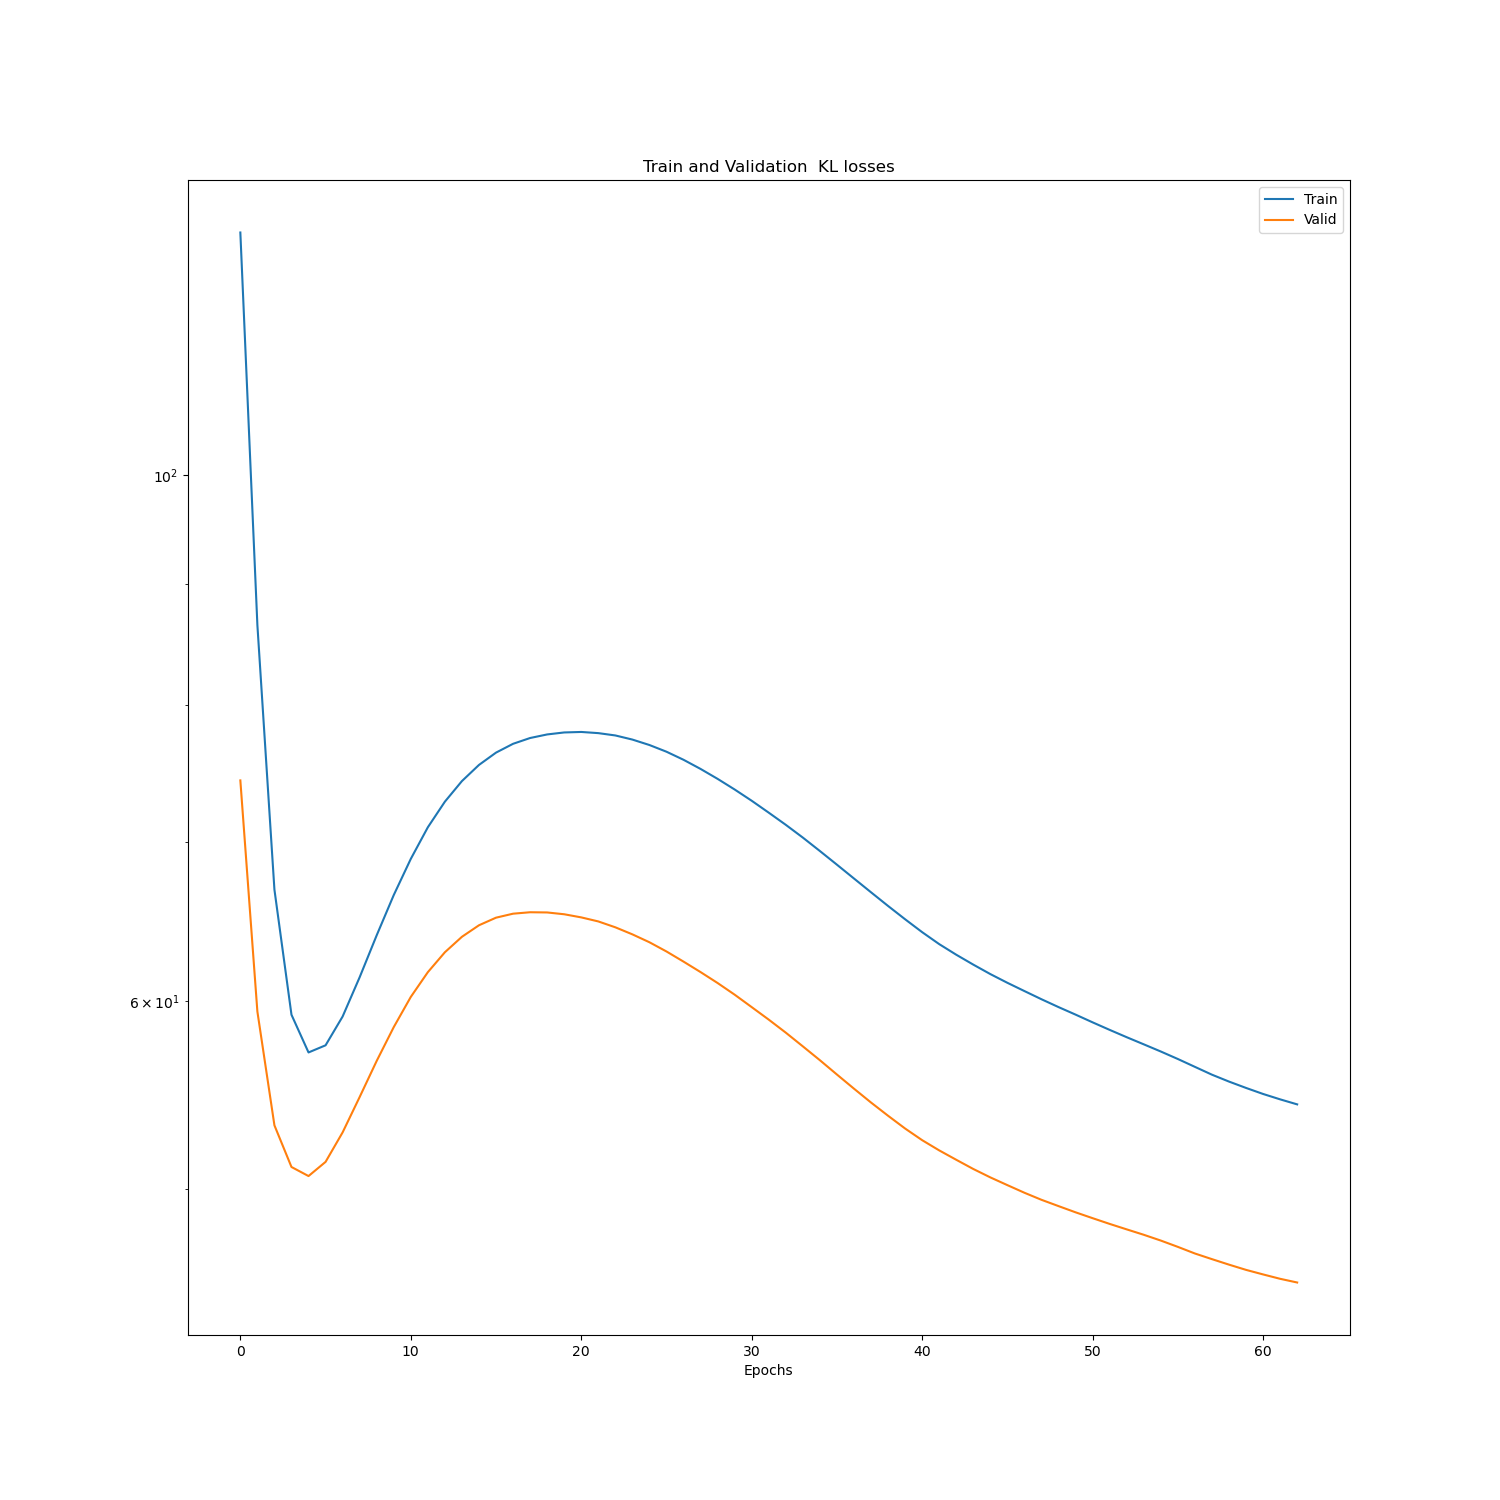 Train and Validation  KL losses
Train
Valid
10²
6 × 10¹
0 10 20 30 40 50 60
Epochs